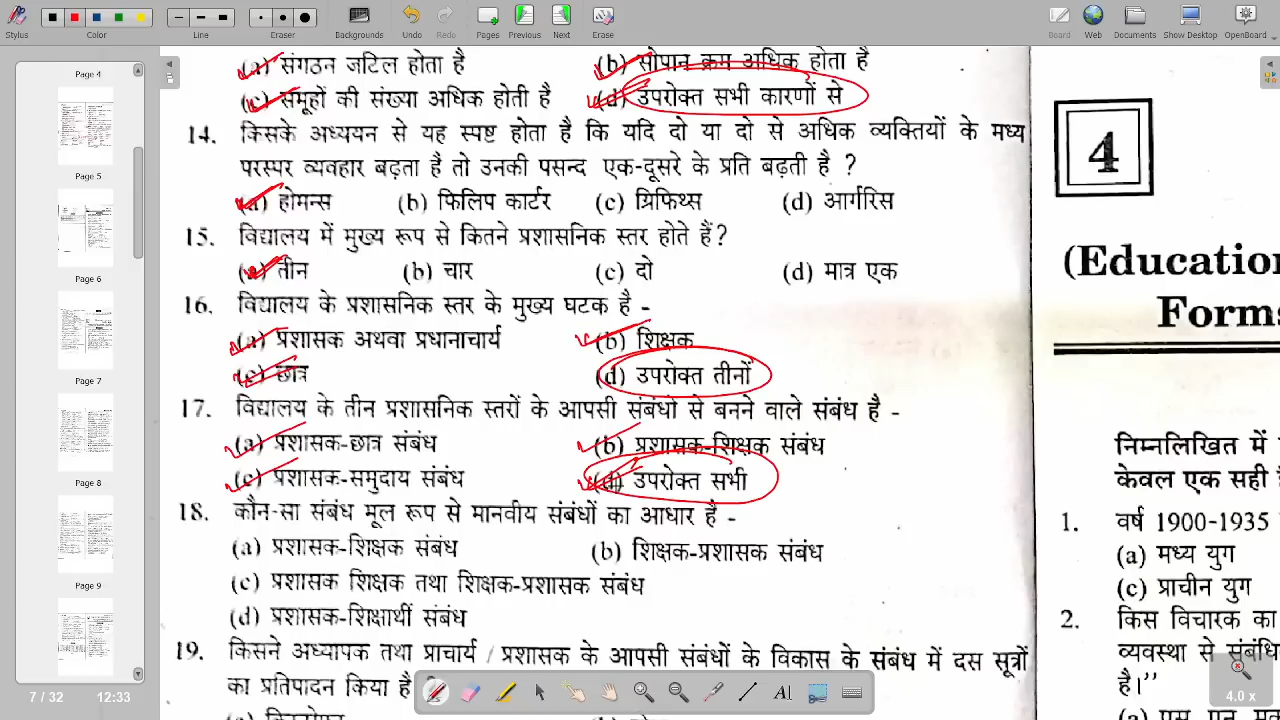 Stylus
Color
Line
Eraser
Backgrounds
Undo
Redo
Pages
Previous
Next
Erase
Board
Web
Documents
Show Desktop
OpenBoard
Page 4
Page 5
Page 6
Page 7
Page 8
Page 9
7 / 32 12:33
(a) संगठन जटिल होता है (b) सोपान क्रम अधिक होता है
(c) समूहों की संख्या अधिक होती है (d) उपरोक्त सभी कारणों से
14. किसके अध्ययन से यह स्पष्ट होता है कि यदि दो या दो से अधिक व्यक्तियों के मध्य
परस्पर व्यवहार बढ़ता है तो उनकी पसन्द एक-दूसरे के प्रति बढ़ती है ?
(a) होमन्स (b) फिलिप कार्टर (c) ग्रिफिथ्स (d) आर्गरिस
15. विद्यालय में मुख्य रूप से कितने प्रशासनिक स्तर होते हैं?
(a) तीन (b) चार (c) दो (d) मात्र एक
16. विद्यालय के प्रशासनिक स्तर के मुख्य घटक है -
(a) प्रशासक अथवा प्रधानाचार्य (b) शिक्षक
(c) छात्र (d) उपरोक्त तीनों
17. विद्यालय के तीन प्रशासनिक स्तरों के आपसी संबंधो से बनने वाले संबंध है -
(a) प्रशासक-छात्र संबंध (b) प्रशासक-शिक्षक संबंध
(c) प्रशासक-समुदाय संबंध (d) उपरोक्त सभी
18. कौन-सा संबंध मूल रूप से मानवीय संबंधों का आधार है -
(a) प्रशासक-शिक्षक संबंध (b) शिक्षक-प्रशासक संबंध
(c) प्रशासक शिक्षक तथा शिक्षक-प्रशासक संबंध
(d) प्रशासक-शिक्षार्थी संबंध
19. किसने अध्यापक तथा प्राचार्य / प्रशासक के आपसी संबंधों के विकास के संबंध में दस सूत्रों
का प्रतिपादन किया है
4
(Education
Forms
निम्नलिखित में
केवल एक सही
1. वर्ष 1900-1935
(a) मध्य युग
(c) प्राचीन युग
2. किस विचारक का
व्यवस्था से संबंधि
है।”
4.0 x